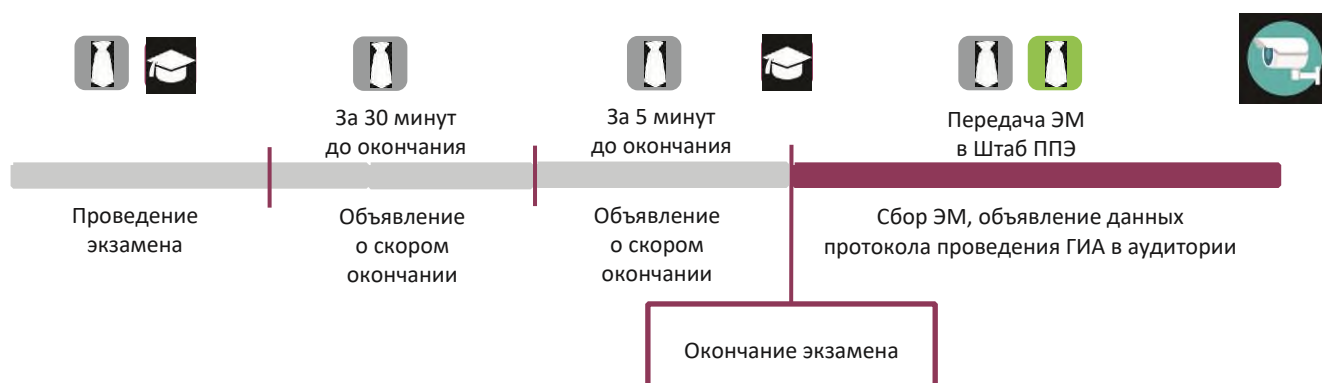 За 30 минут
до окончания
За 5 минут
до окончания
Передача ЭМ
в Штаб ППЭ
Проведение
экзамена
Объявление
о скором
окончании
Объявление
о скором
окончании
Сбор ЭМ, объявление данных
протокола проведения ГИА в аудитории
Окончание экзамена